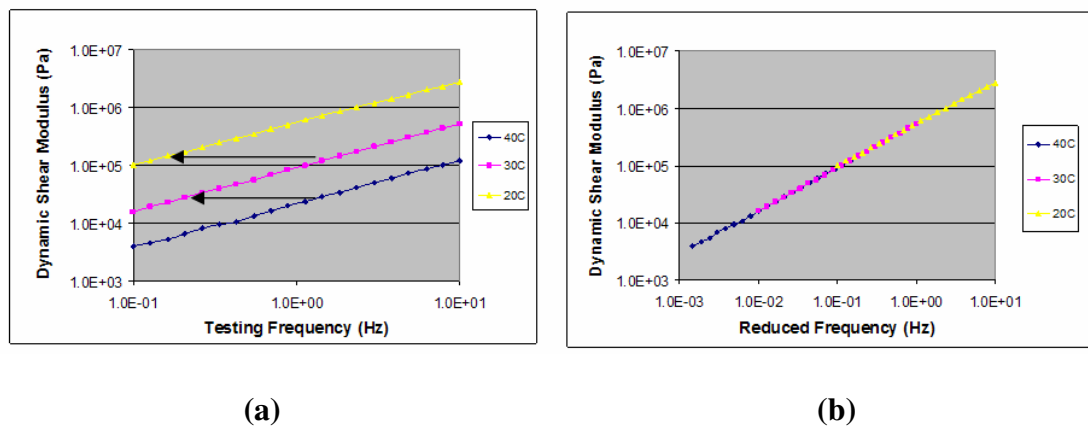 Dynamic Shear Modulus (Pa)
1.0E+07
1.0E+06
1.0E+05
1.0E+04
1.0E+03
1.0E-01
1.0E+00
1.0E+01
Testing Frequency (Hz)
40C
30C
20C
(a)
Dynamic Shear Modulus (Pa)
1.0E+07
1.0E+06
1.0E+05
1.0E+04
1.0E+03
1.0E-03
1.0E-02
1.0E-01
1.0E+00
1.0E+01
Reduced Frequency (Hz)
40C
30C
20C
(b)